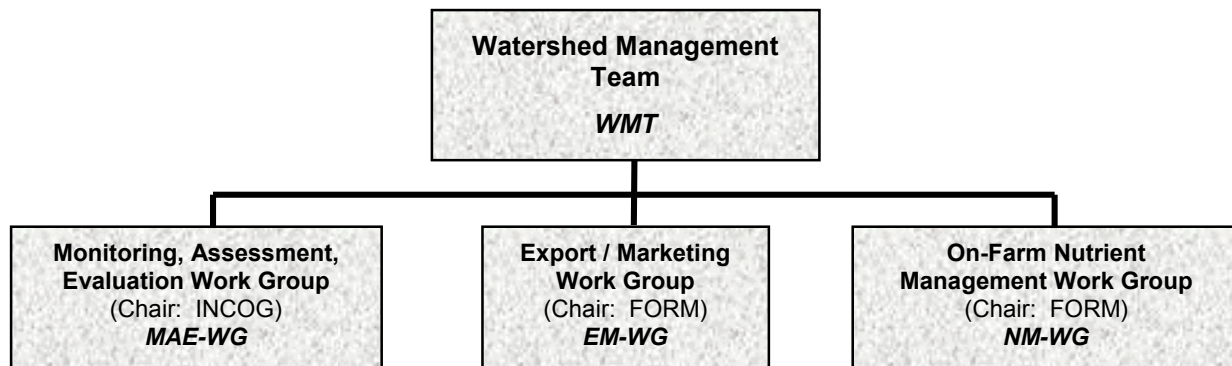 Watershed Management
Team
WMT
Monitoring, Assessment,
Evaluation Work Group
(Chair: INCOG)
MAE-WG
Export / Marketing
Work Group
(Chair: FORM)
EM-WG
On-Farm Nutrient
Management Work Group
(Chair: FORM)
NM-WG